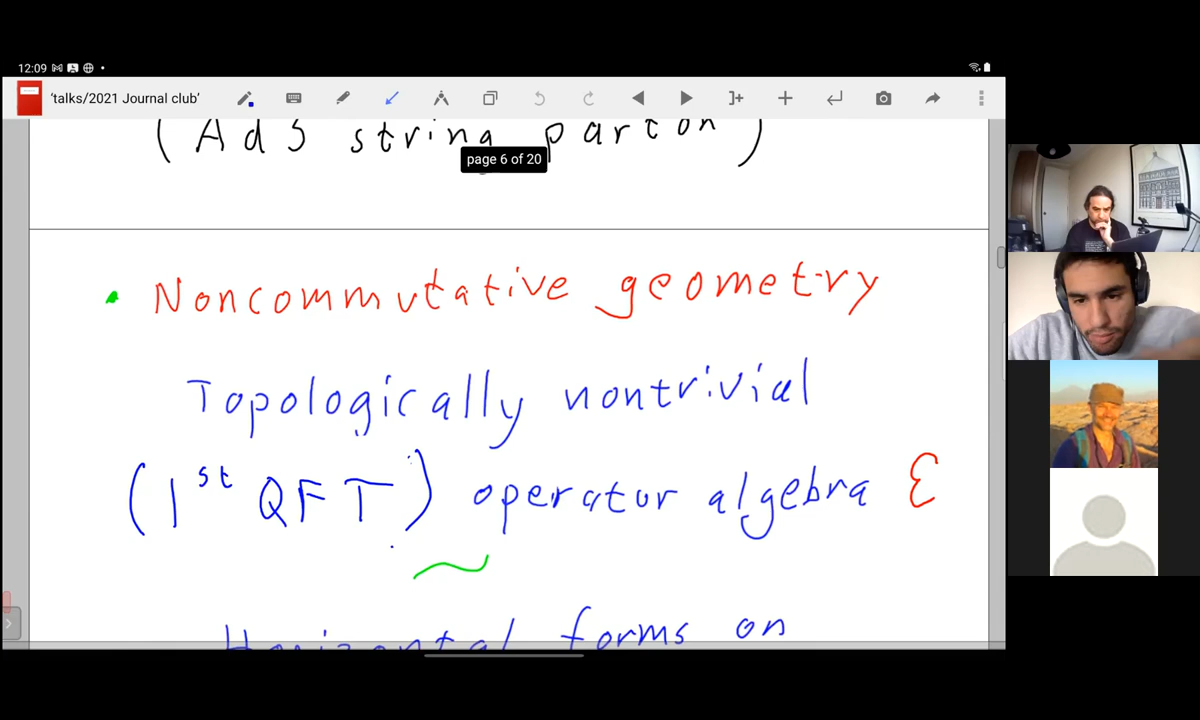 12:09
'talks/2021 Journal club'
(AdS string parton)
page 6 of 20
• Noncommutative geometry
Topologically nontrivial
(1st QFT) operator algebra ε
Horizontal forms on